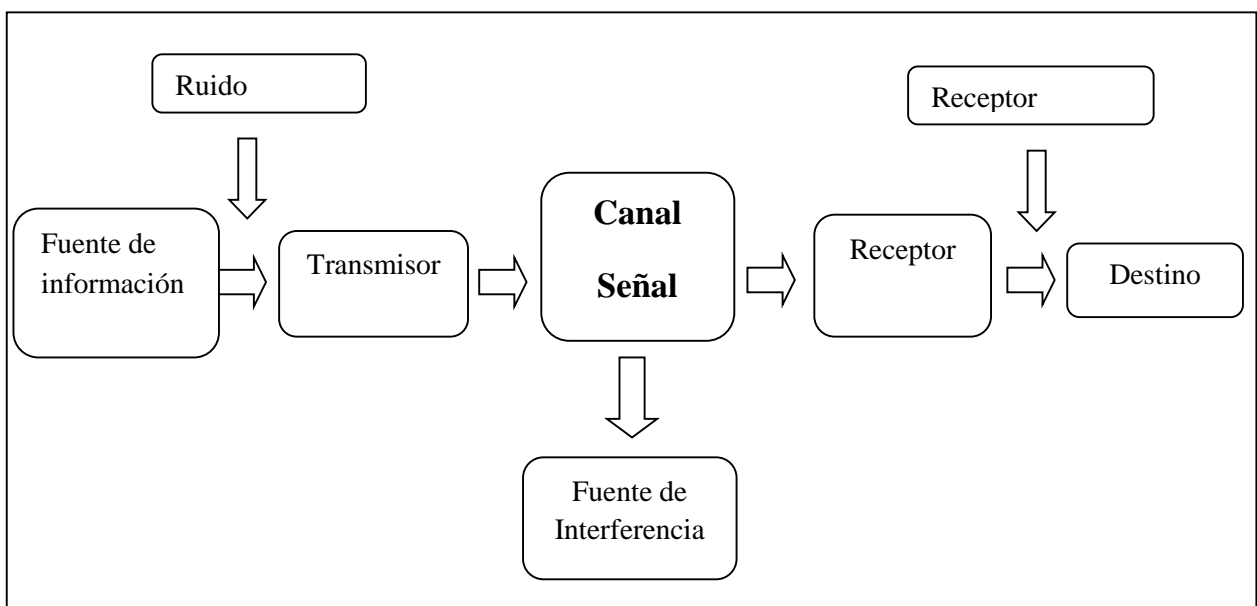 Ruido
Receptor
Fuente de
información
Transmisor
Canal
Señal
Receptor
Destino
Fuente de
Interferencia